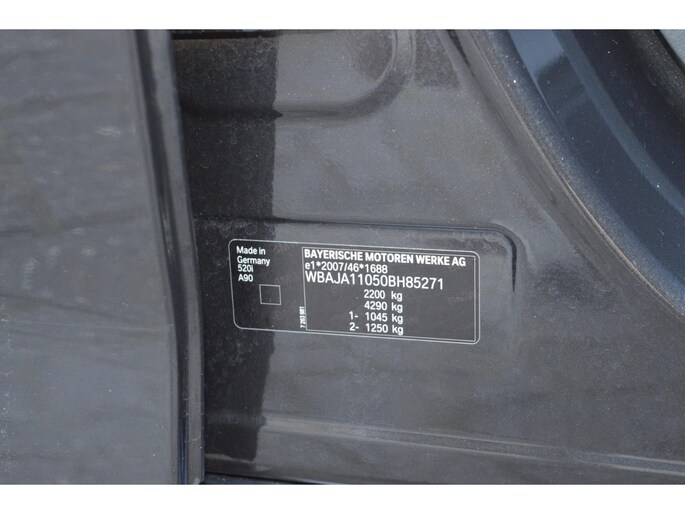 Made in
Germany
520i
A90
BAYERISCHE MOTOREN WERKE AG
e1*2007/46*1688
WBAJA11050BH85271
2200 kg
4290 kg
1- 1045 kg
2- 1250 kg